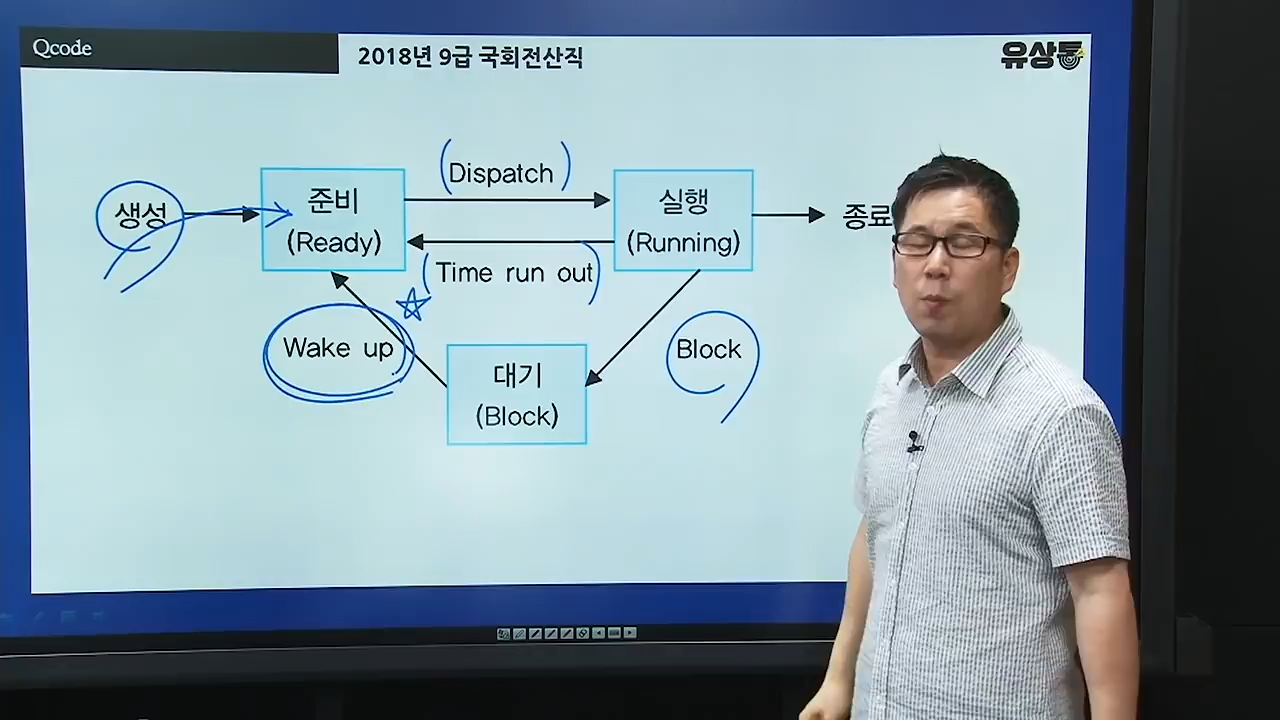 Qcode
2018년 9급 국회전산직
유상통
(Dispatch)
생성
준비
(Ready)
실행
(Running)
종료
(Time run out)
Wake up
Block
대기
(Block)